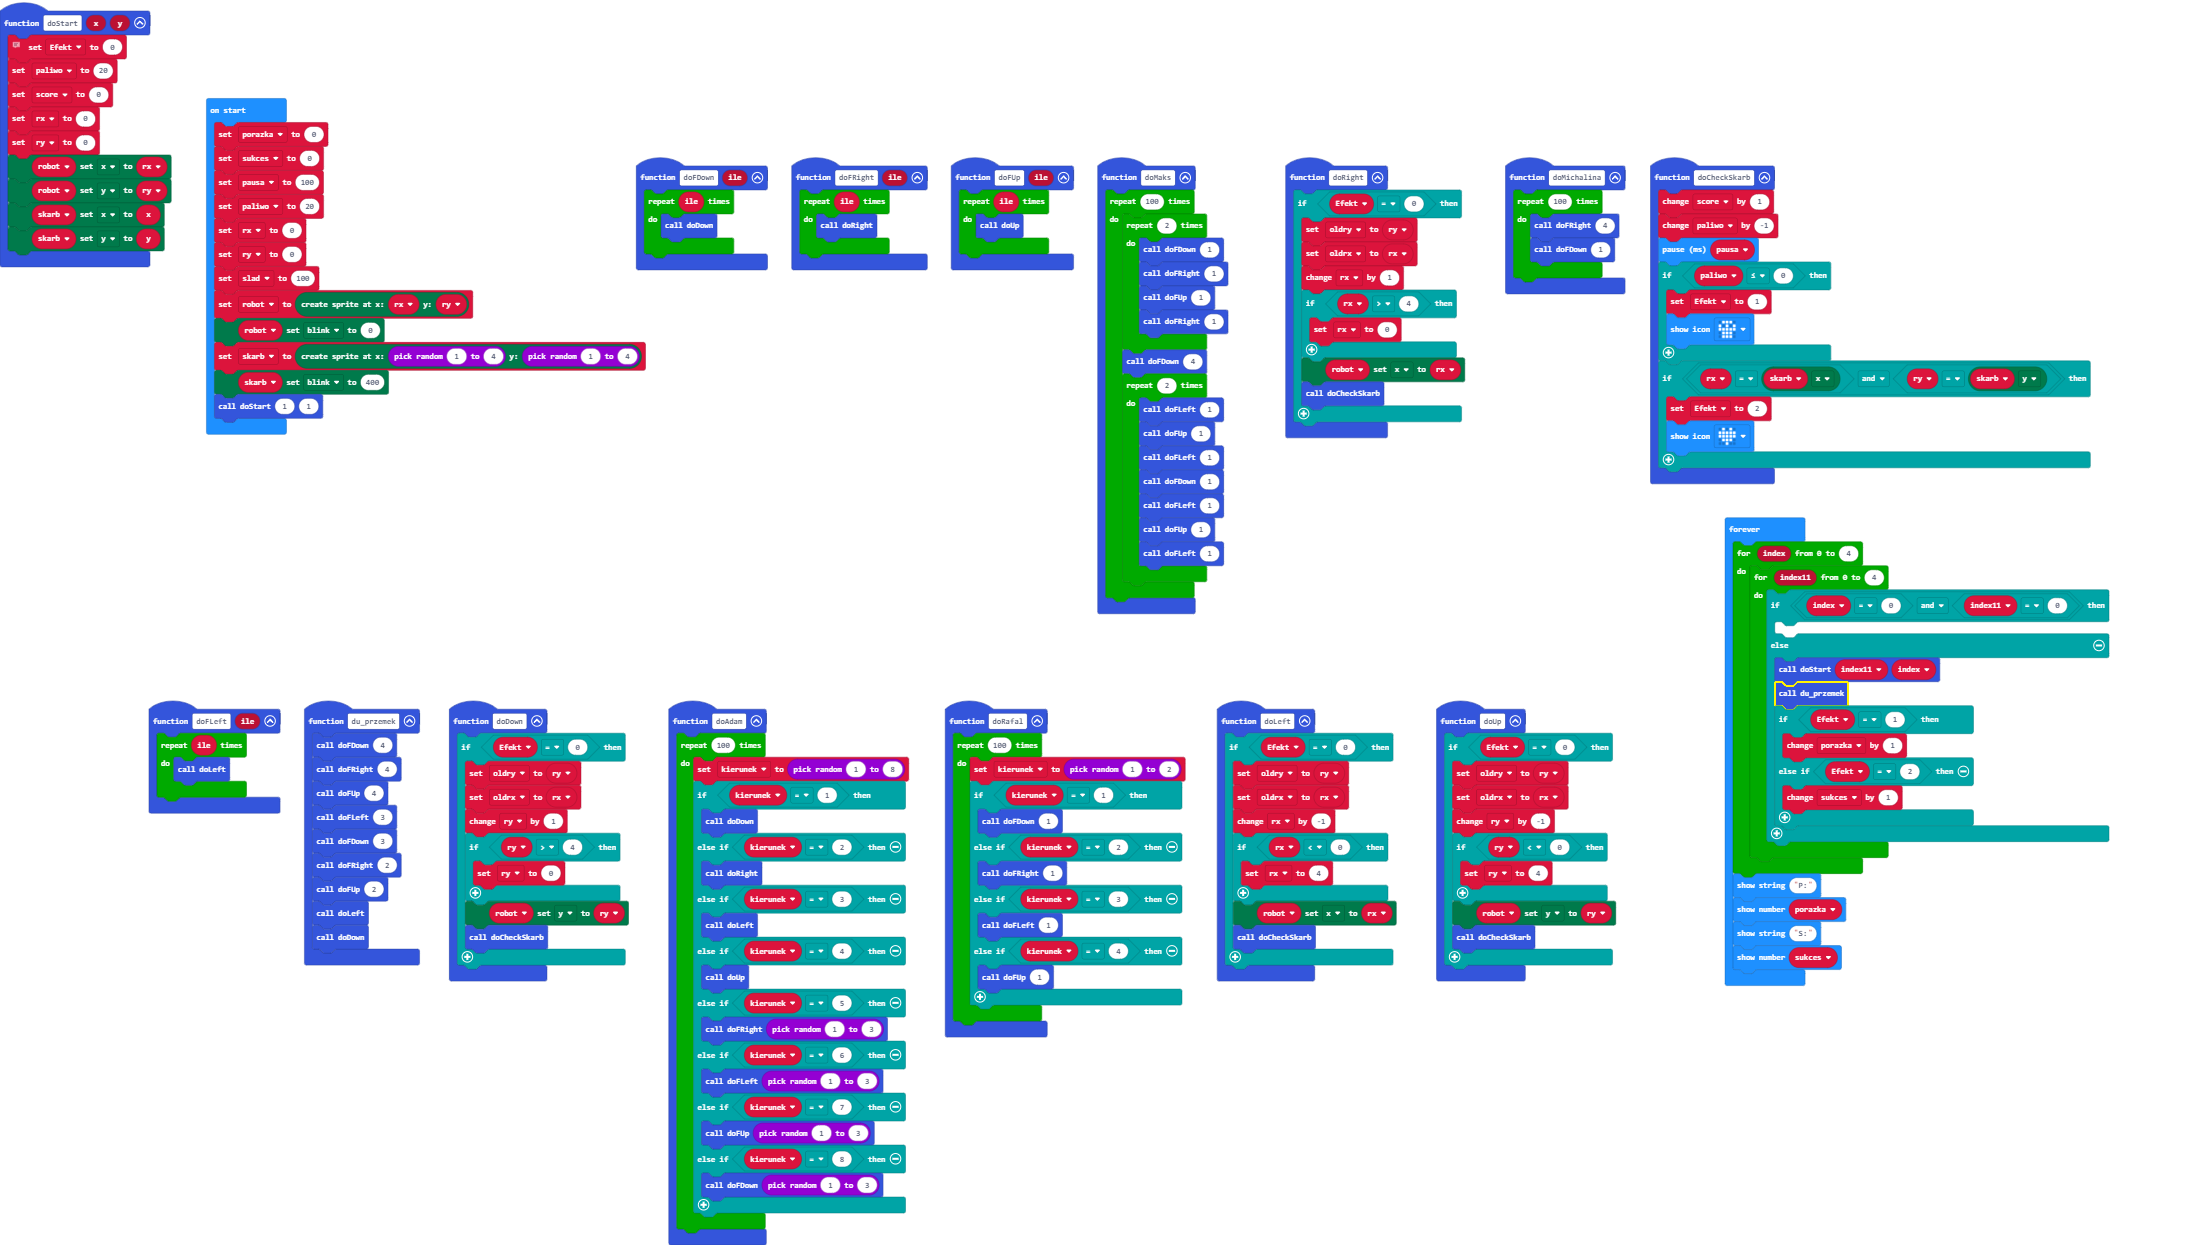 function doStart x y
set Efekt to 0
set paliwo to 20
set score to 0
set rx to 0
set ry to 0
robot set x to rx
robot set y to ry
skarb set x to x
skarb set y to y
on start
set porazka to 0
set sukces to 0
set pausa to 100
set paliwo to 20
set rx to 0
set ry to 0
set slad to 100
set robot to create sprite at x: rx y: ry
robot set blink to 0
set skarb to create sprite at x: pick random 1 to 4 y: pick random 1 to 4
skarb set blink to 400
call doStart 1 1
function doFDown ile
repeat ile times
do
call doDown
function doFRight ile
repeat ile times
do
call doRight
function doFUp ile
repeat ile times
do
call doUp
function doMaks
repeat 100 times
do
repeat 2 times
do
call doFDown 1
call doFRight 1
call doFUp 1
call doFRight 1
call doFDown 4
repeat 2 times
do
call doFLeft 1
call doFUp 1
call doFLeft 1
call doFDown 1
call doFLeft 1
call doFUp 1
call doFLeft 1
function doRight
if Efekt = 0 then
set oldry to ry
set oldrx to rx
change rx by 1
if rx > 4 then
set rx to 0
robot set x to rx
call doCheckSkarb
function doMichalina
repeat 100 times
do
call doFRight 4
call doFDown 1
function doCheckSkarb
change score by 1
change paliwo by -1
pause (ms) pausa
if paliwo ≤ 0 then
set Efekt to 1
show icon
if rx = skarb x and ry = skarb y then
set Efekt to 2
show icon
forever
for index from 0 to 4
do
for index11 from 0 to 4
do
if index = 0 and index11 = 0 then
else
call doStart index11 index
call du_przemek
if Efekt = 1 then
change porazka by 1
else if Efekt = 2 then
change sukces by 1
show string "P:"
show number porazka
show string "S:"
show number sukces
function doFLeft ile
repeat ile times
do
call doLeft
function du_przemek
call doFDown 4
call doFRight 4
call doFUp 4
call doFLeft 3
call doFDown 3
call doFRight 2
call doFUp 2
call doLeft
call doDown
function doDown
if Efekt = 0 then
set oldry to ry
set oldrx to rx
change ry by 1
if ry > 4 then
set ry to 0
robot set y to ry
call doCheckSkarb
function doAdam
repeat 100 times
do
set kierunek to pick random 1 to 8
if kierunek = 1 then
call doDown
else if kierunek = 2 then
call doRight
else if kierunek = 3 then
call doLeft
else if kierunek = 4 then
call doUp
else if kierunek = 5 then
call doFRight pick random 1 to 3
else if kierunek = 6 then
call doFLeft pick random 1 to 3
else if kierunek = 7 then
call doFUp pick random 1 to 3
else if kierunek = 8 then
call doFDown pick random 1 to 3
function doRafal
repeat 100 times
do
set kierunek to pick random 1 to 2
if kierunek = 1 then
call doFDown 1
else if kierunek = 2 then
call doFRight 1
else if kierunek = 3 then
call doFLeft 1
else if kierunek = 4 then
call doFUp 1
function doLeft
if Efekt = 0 then
set oldry to ry
set oldrx to rx
change rx by -1
if rx < 0 then
set rx to 4
robot set x to rx
call doCheckSkarb
function doUp
if Efekt = 0 then
set oldry to ry
set oldrx to rx
change ry by -1
if ry < 0 then
set ry to 4
robot set y to ry
call doCheckSkarb